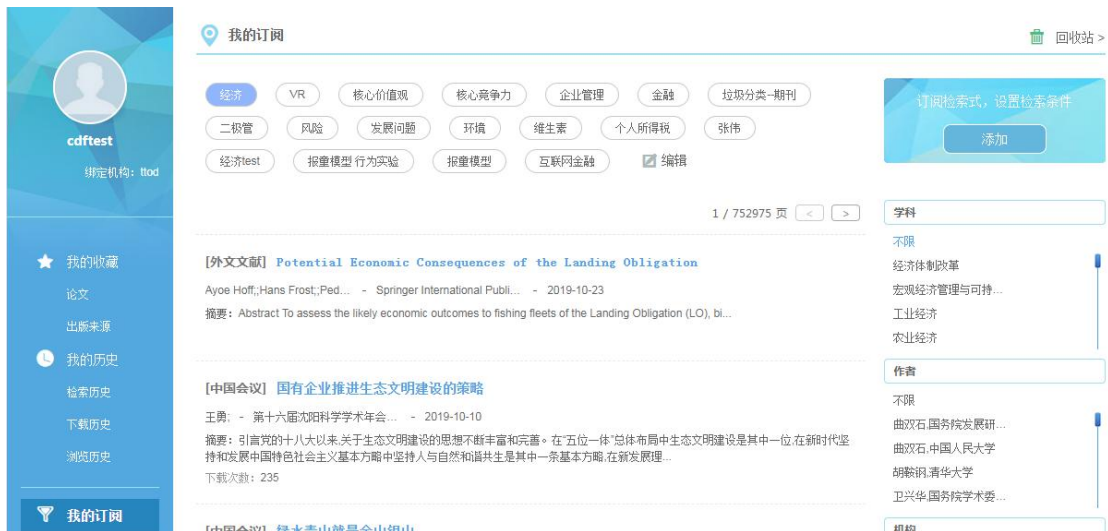 cdftest
绑定机构：ttod
我的收藏
论文
出版来源
我的历史
检索历史
下载历史
浏览历史
我的订阅
我的订阅
回收站 >
经济 VR 核心价值观 核心竞争力 企业管理 金融 垃圾分类--期刊
二极管 风险 发展问题 环境 维生素 个人所得税 张伟
经济test 报童模型 行为实验 报童模型 互联网金融 编辑
1 / 752975 页 < >
[外文文献] Potential Economic Consequences of the Landing Obligation
Ayoe Hoff;;Hans Frost;;Ped... - Springer International Publi... - 2019-10-23
摘要：Abstract To assess the likely economic outcomes to fishing fleets of the Landing Obligation (LO), bi...
[中国会议] 国有企业推进生态文明建设的策略
王勇; - 第十六届沈阳科学学术年会... - 2019-10-10
摘要：引言党的十八大以来,关于生态文明建设的思想不断丰富和完善。在"五位一体"总体布局中生态文明建设是其中一位,在新时代坚
持和发展中国特色社会主义基本方略中坚持人与自然和谐共生是其中一条基本方略,在新发展理...
下载次数：235
[中国会议] 绿水青山就是金山银山
订阅检索式，设置检索条件
添加
学科
不限
经济体制改革
宏观经济管理与可持...
工业经济
农业经济
作者
不限
曲双石,国务院发展研...
曲双石,中国人民大学
胡鞍钢,清华大学
卫兴华,国务院学术委...
机构